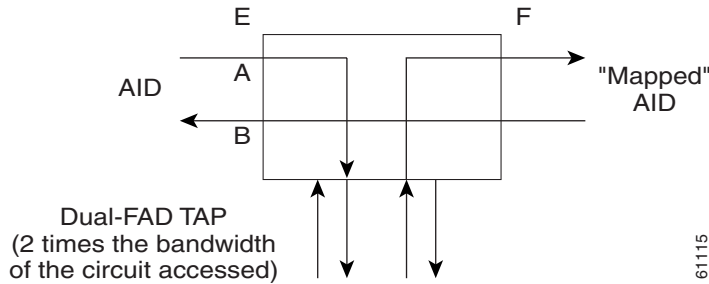 E
F
A
AID
"Mapped"
AID
B
Dual-FAD TAP
(2 times the bandwidth
of the circuit accessed)
61115